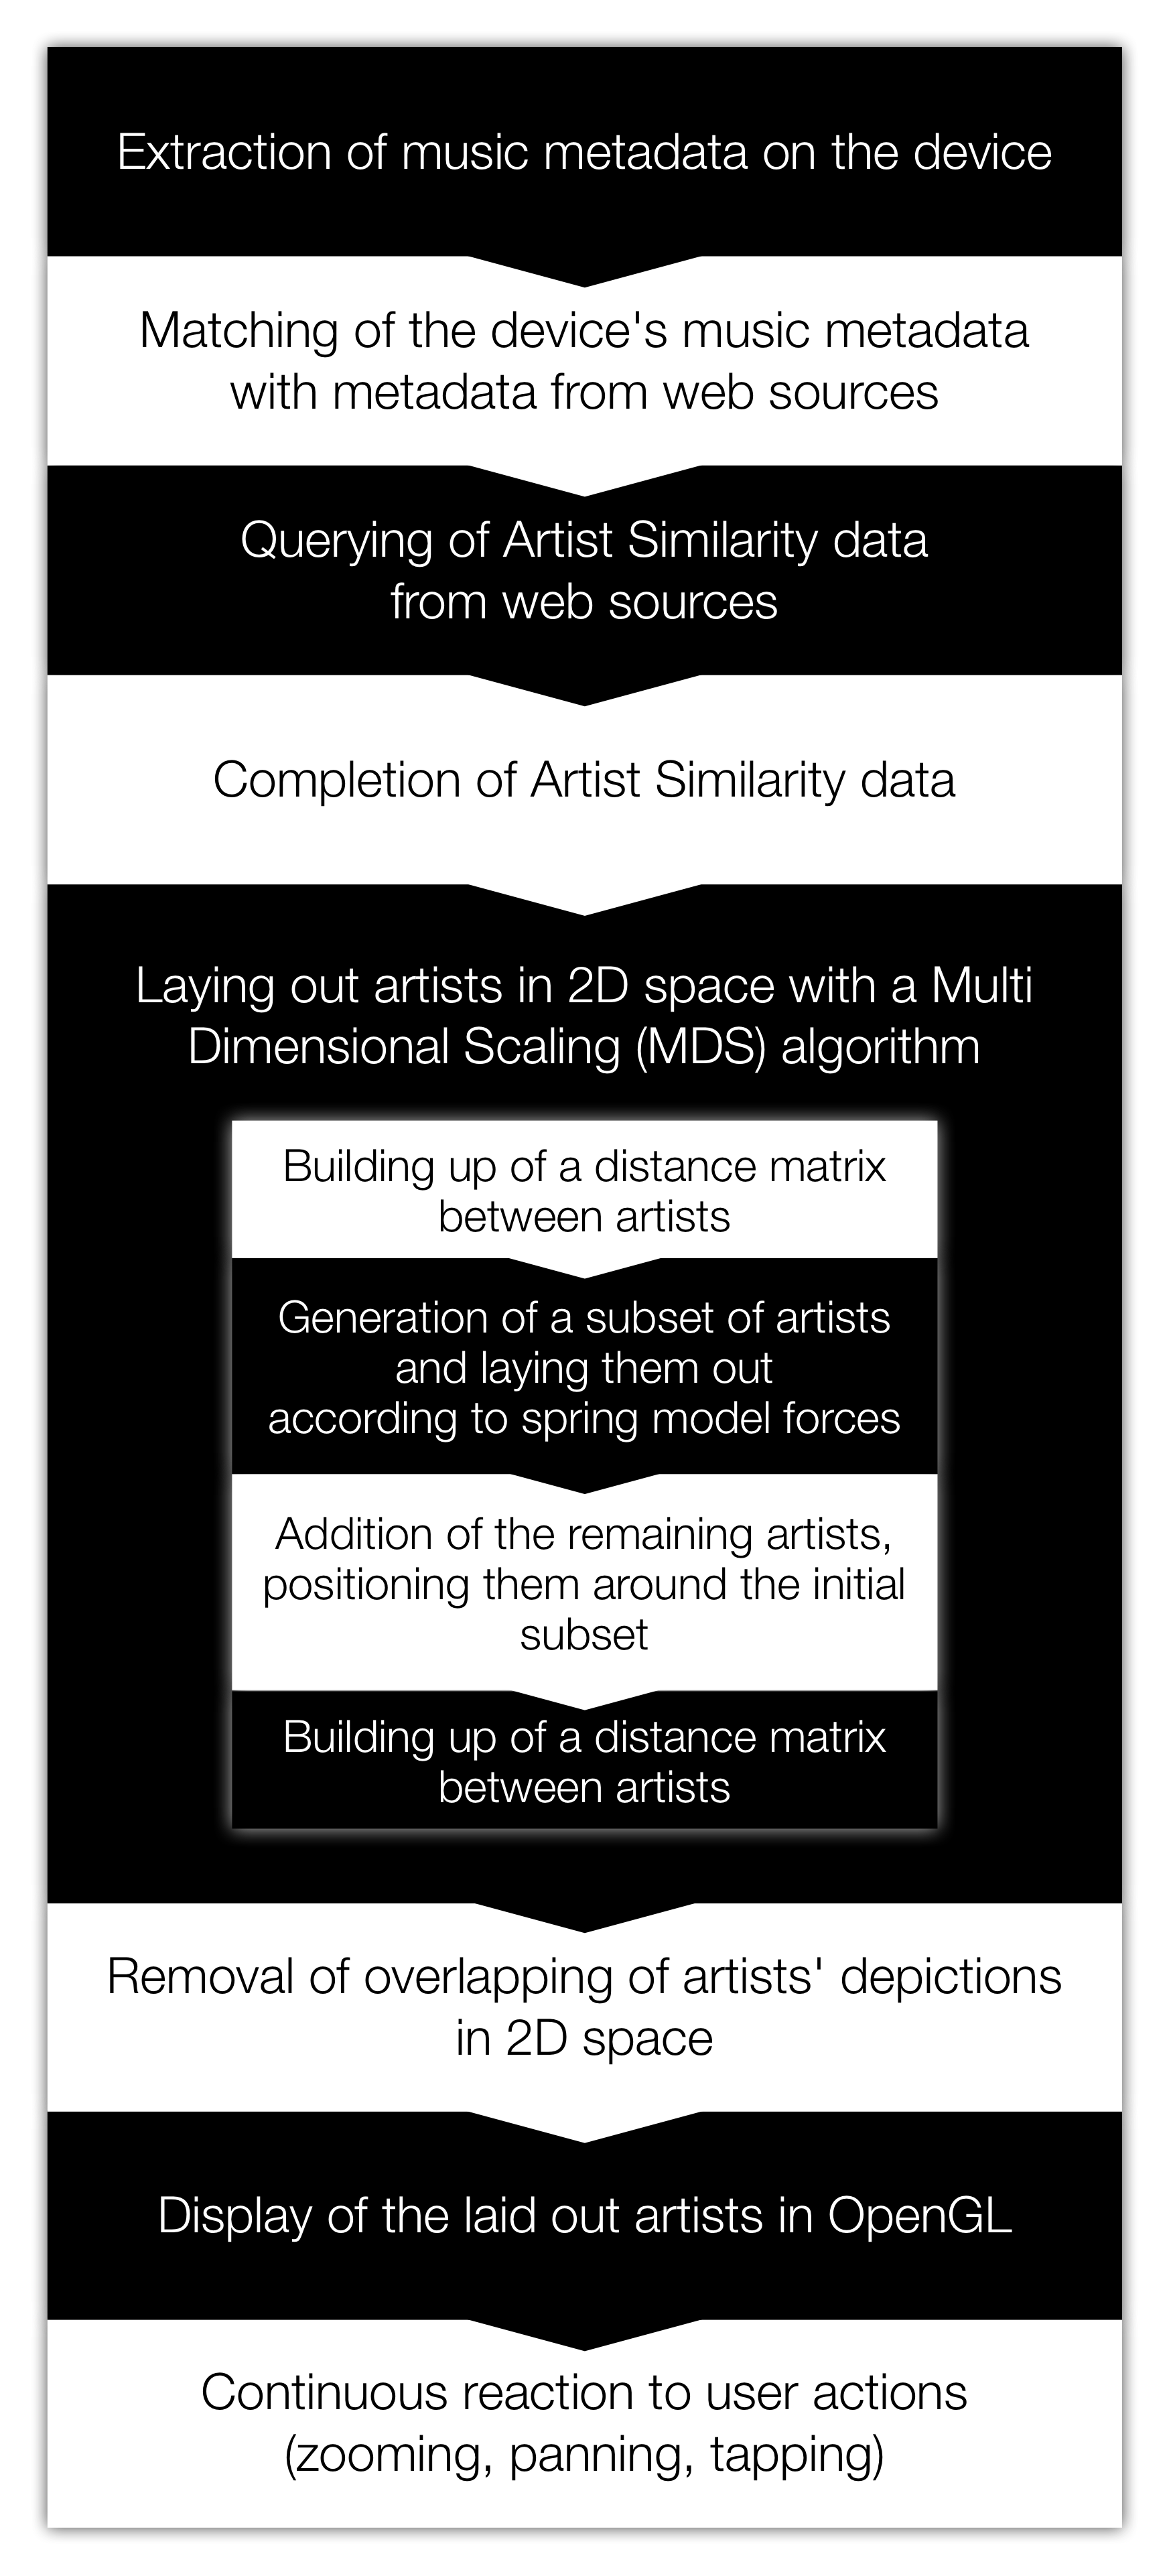 Extraction of music metadata on the device
Matching of the device's music metadata
with metadata from web sources
Querying of Artist Similarity data
from web sources
Completion of Artist Similarity data
Laying out artists in 2D space with a Multi
Dimensional Scaling (MDS) algorithm
Building up of a distance matrix
between artists
Generation of a subset of artists
and laying them out
according to spring model forces
Addition of the remaining artists,
positioning them around the initial
subset
Building up of a distance matrix
between artists
Removal of overlapping of artists' depictions
in 2D space
Display of the laid out artists in OpenGL
Continuous reaction to user actions
(zooming, panning, tapping)